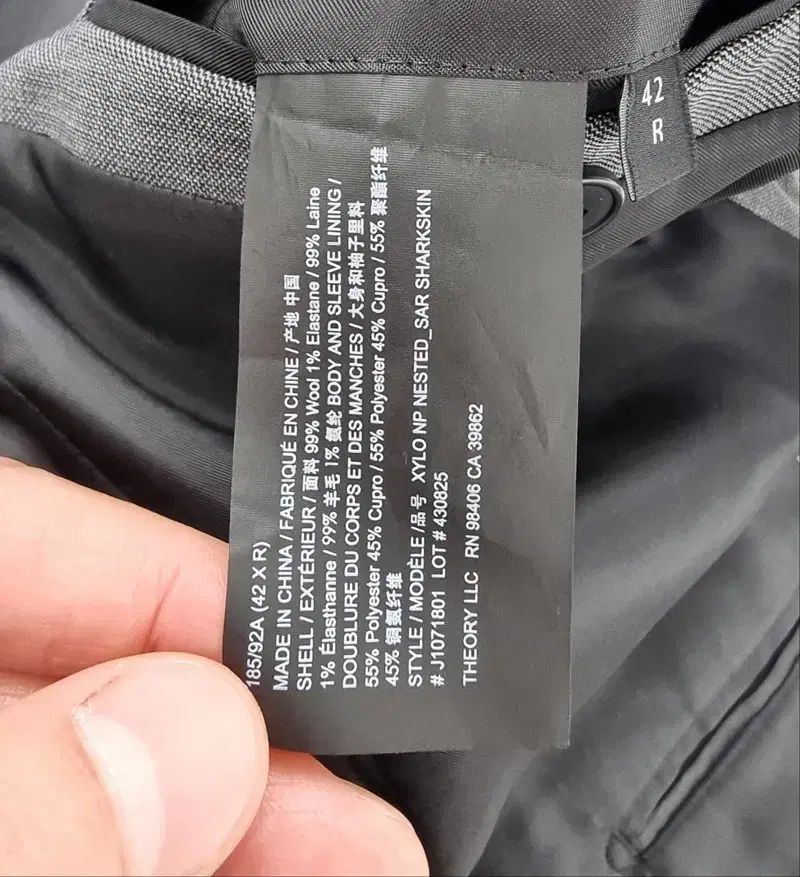 185/92A (42 X R)
MADE IN CHINA / FABRIQUÉ EN CHINE / 产地 中国
SHELL / EXTÉRIEUR / 面料 99% Wool 1% Elastane / 99% Laine
1% Élasthanne / 99% 羊毛 1% 氨纶 BODY AND SLEEVE LINING /
DOUBLURE DU CORPS ET DES MANCHES / 大身和柚子里料
55% Polyester 45% Cupro / 55% Polyester 45% Cupro / 55% 聚酯纤维
45% 铜氨纤维
STYLE / MODÈLE /品号 XYLO NP NESTED_SAR SHARKSKIN
# J1071801 LOT # 430825
THEORY LLC RN 98406 CA 39862
42
R